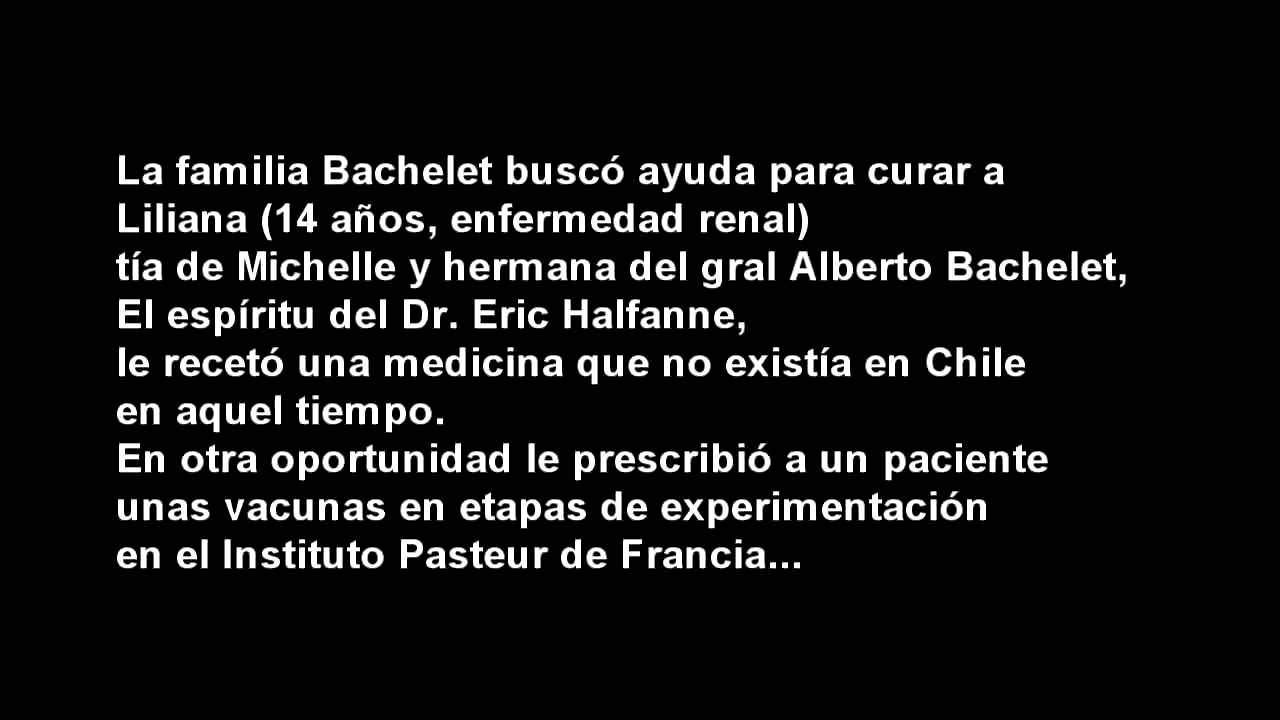 La familia Bachelet buscó ayuda para curar a
Liliana (14 años, enfermedad renal)
tía de Michelle y hermana del gral Alberto Bachelet,
El espíritu del Dr. Eric Halfanne,
le recetó una medicina que no existía en Chile
en aquel tiempo.
En otra oportunidad le prescribió a un paciente
unas vacunas en etapas de experimentación
en el Instituto Pasteur de Francia...